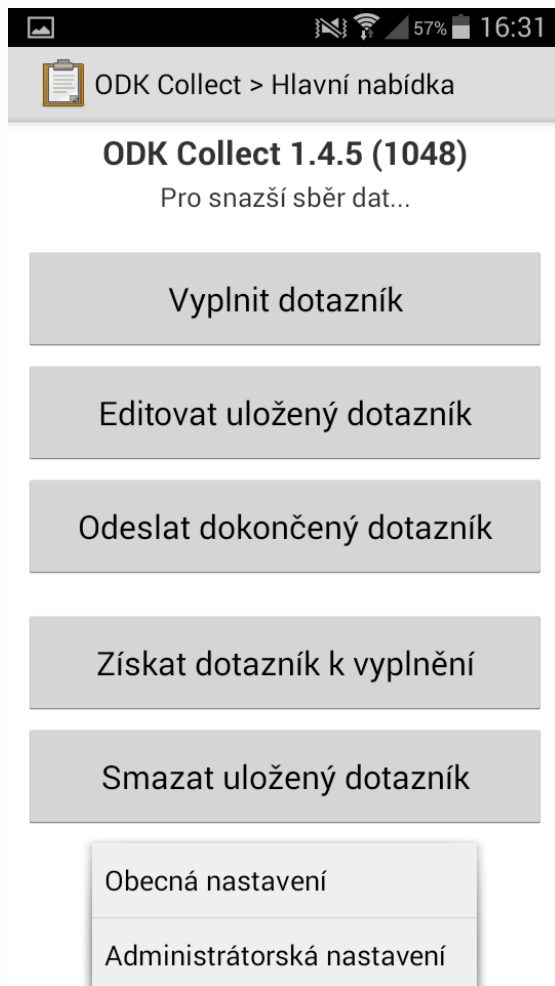 57% 16:31
ODK Collect > Hlavní nabídka
ODK Collect 1.4.5 (1048)
Pro snazší sběr dat...
Vyplnit dotazník
Editovat uložený dotazník
Odeslat dokončený dotazník
Získat dotazník k vyplnění
Smazat uložený dotazník
Obecná nastavení
Administrátorská nastavení